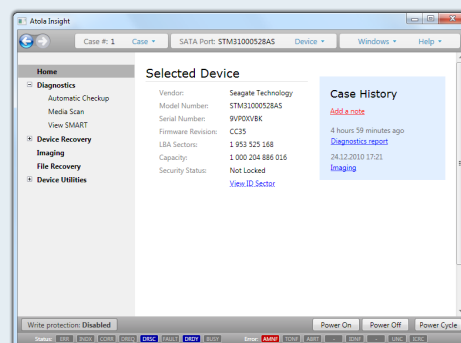 Atola Insight
Case #: 1 Case SATA Port: STM31000528AS Device Windows Help
Home
Diagnostics
Automatic Checkup
Media Scan
View SMART
Device Recovery
Imaging
File Recovery
Device Utilities
Selected Device
Vendor: Seagate Technology
Model Number: STM31000528AS
Serial Number: 9VP0XVBK
Firmware Revision: CC35
LBA Sectors: 1 953 525 168
Capacity: 1 000 204 886 016
Security Status: Not Locked
View ID Sector
Case History
Add a note
4 hours 59 minutes ago
Diagnostics report
24.12.2010 17:21
Imaging
Write protection: Disabled Power On Power Off Power Cycle
Status: ERR INDX CORR DREQ DRSC FAULT DRDY BUSY Error: AMNF TONF ABRT - IDNF - UNC ICRC